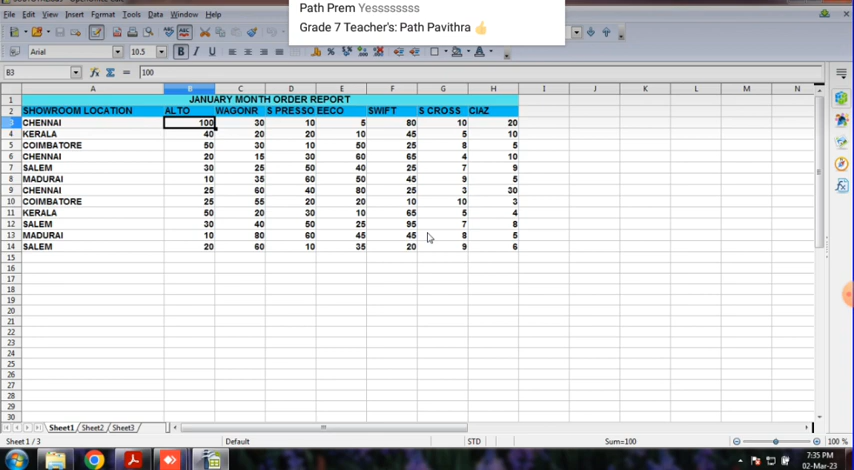 Path Prem Yessssssss
Grade 7 Teacher's: Path Pavithra 👍
File Edit View Insert Format Tools Data Window Help
Arial 10.5
B3 100
A B C D E F G H I J K L M N
1 JANUARY MONTH ORDER REPORT
2 SHOWROOM LOCATION ALTO WAGONR S PRESSO EECO SWIFT S CROSS CIAZ
3 CHENNAI 100 30 10 5 80 10 20
4 KERALA 40 20 20 10 45 5 10
5 COIMBATORE 50 30 10 50 25 8 5
6 CHENNAI 20 15 30 60 65 4 10
7 SALEM 30 25 50 40 25 7 9
8 MADURAI 10 35 60 50 45 9 5
9 CHENNAI 25 60 40 80 25 3 30
10 COIMBATORE 25 55 20 20 10 10 3
11 KERALA 50 20 30 10 65 5 4
12 SALEM 30 40 50 25 95 7 8
13 MADURAI 10 80 60 45 45 8 5
14 SALEM 20 60 10 35 20 9 6
15
16
17
18
19
20
21
22
23
24
25
26
27
28
29
30
Sheet1 Sheet2 Sheet3
Sheet 1 / 3 Default STD Sum=100 100 %
7:35 PM
02-Mar-23